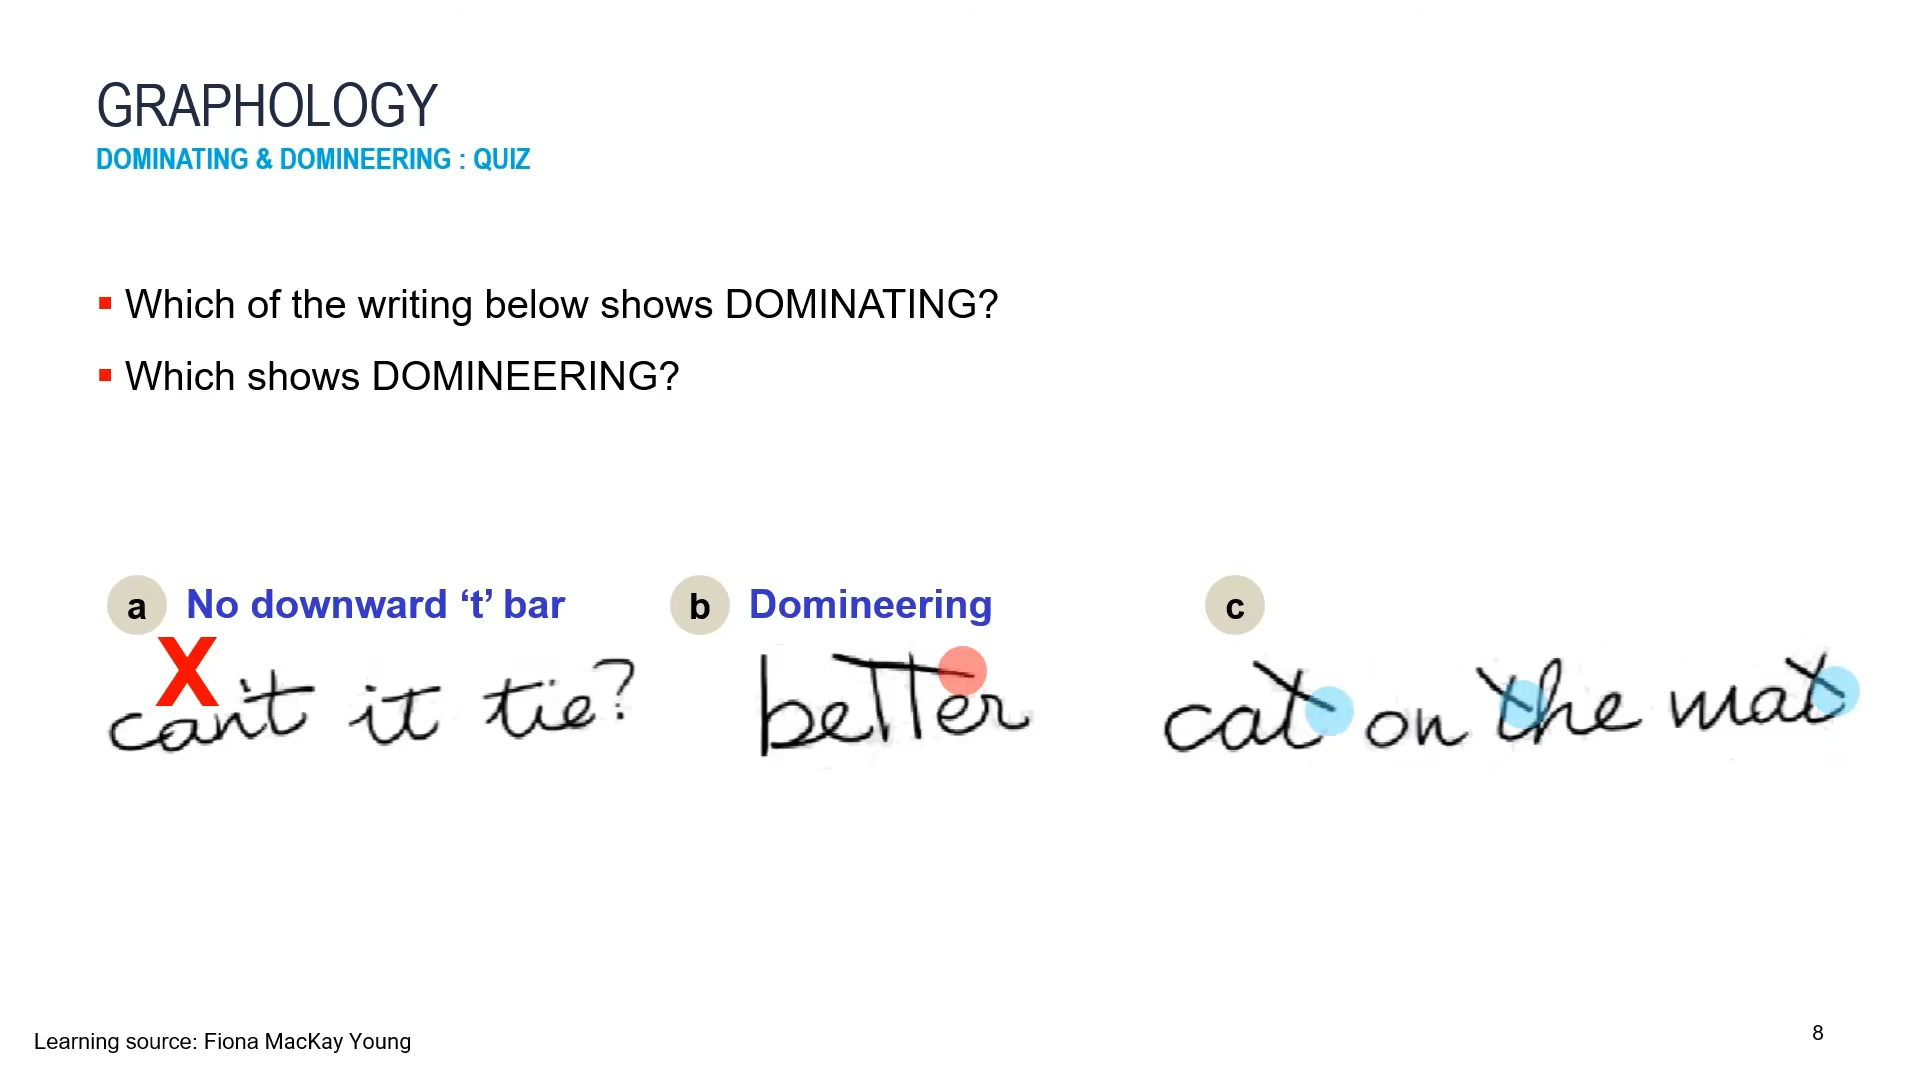 GRAPHOLOGY
DOMINATING & DOMINEERING : QUIZ
▪ Which of the writing below shows DOMINATING?
▪ Which shows DOMINEERING?
a No downward ‘t’ bar
b Domineering
c
X
can't it tie?
better
cat on the mat
Learning source: Fiona MacKay Young
8